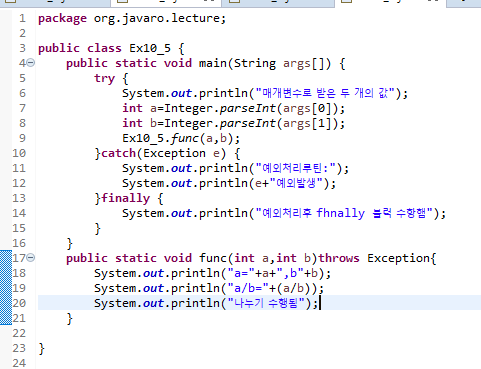 1 package org.javaro.lecture;
2
3 public class Ex10_5 {
4 public static void main(String args[]) {
5 try {
6 System.out.println("매개변수로 받은 두 개의 값");
7 int a=Integer.parseInt(args[0]);
8 int b=Integer.parseInt(args[1]);
9 Ex10_5.func(a,b);
10 }catch(Exception e) {
11 System.out.println("예외처리루틴:");
12 System.out.println(e+"예외발생");
13 }finally {
14 System.out.println("예외처리후 fhnally 블럭 수항햄");
15 }
16 }
17 public static void func(int a,int b)throws Exception{
18 System.out.println("a="+a+",b"+b);
19 System.out.println("a/b="+(a/b));
20 System.out.println("나누기 수행됨");
21 }
22
23 }
24